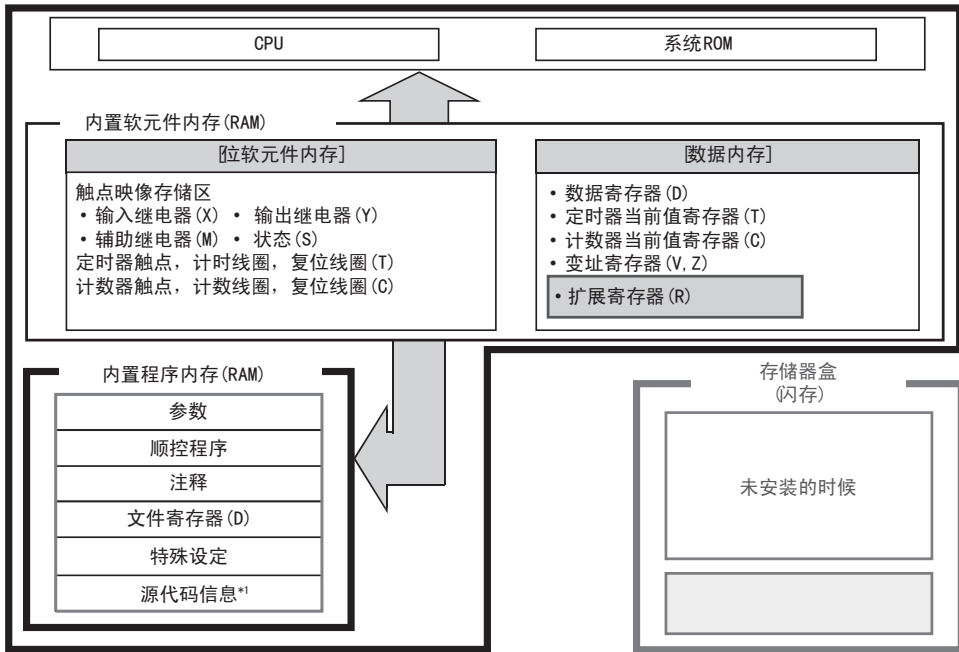 CPU
系统ROM
内置软元件内存(RAM)
[位软元件内存]
触点映像存储区
• 输入继电器(X) • 输出继电器(Y)
• 辅助继电器(M) • 状态(S)
定时器触点，计时线圈，复位线圈(T)
计数器触点，计数线圈，复位线圈(C)
[数据内存]
• 数据寄存器(D)
• 定时器当前值寄存器(T)
• 计数器当前值寄存器(C)
• 变址寄存器(V,Z)
• 扩展寄存器(R)
内置程序内存(RAM)
参数
顺控程序
注释
文件寄存器(D)
特殊设定
源代码信息*1
存储器盒
(闪存)
未安装的时候